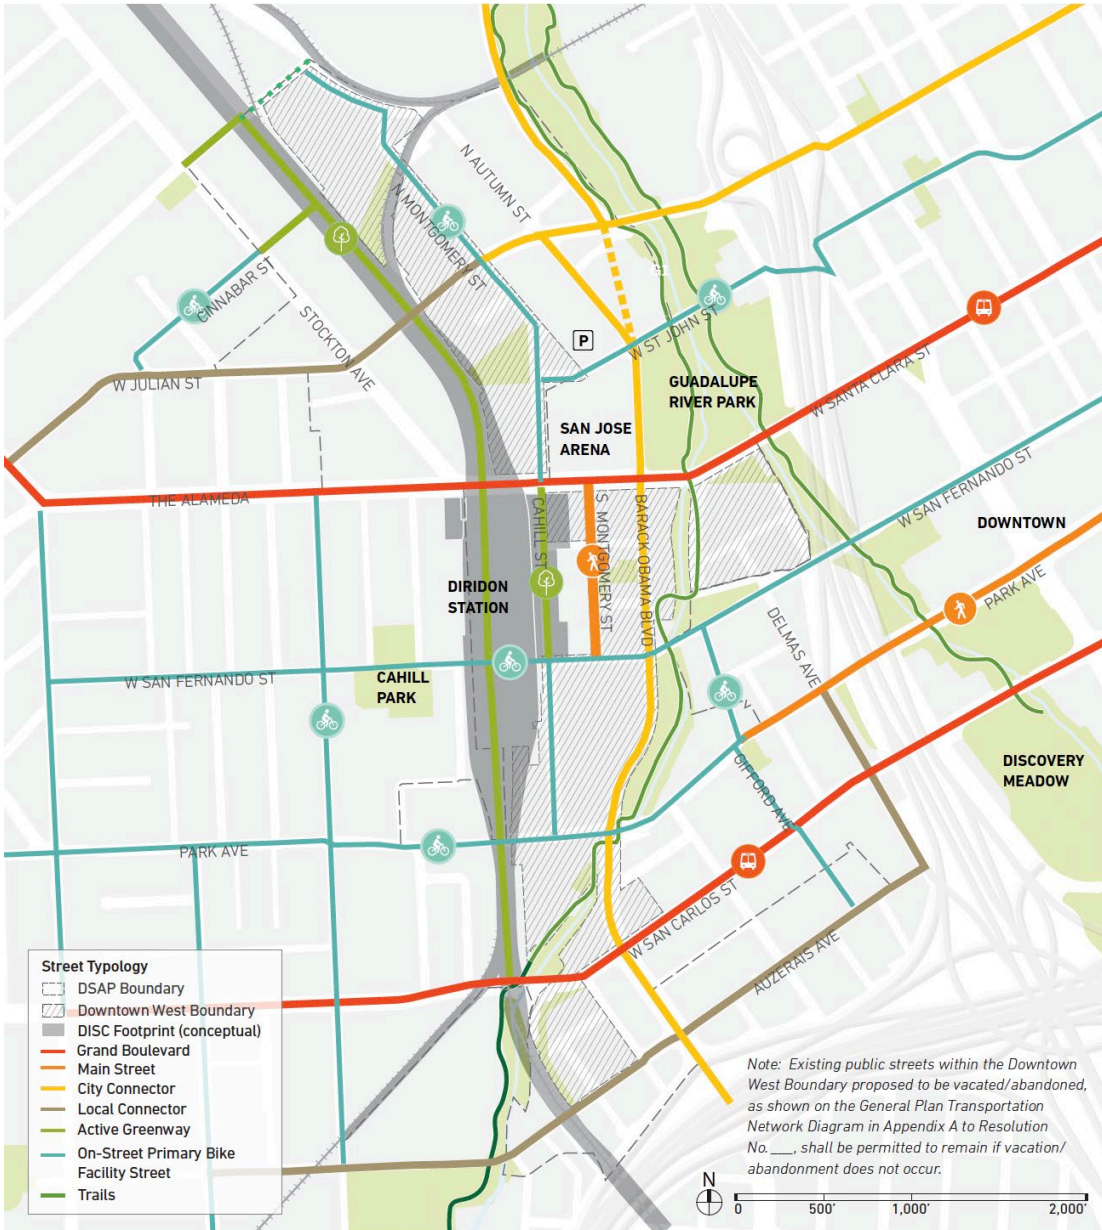 N AUTUMN ST
N MONTGOMERY ST
CINNABAR ST
STOCKTON AVE
W JULIAN ST
P
W ST JOHN ST
GUADALUPE
RIVER PARK
W SANTA CLARA ST
SAN JOSE
ARENA
THE ALAMEDA
CAHILL ST
S MONTGOMERY ST
BARACK OBAMA BLVD
W SAN FERNANDO ST
DOWNTOWN
DIRIDON
STATION
PARK AVE
DELMAS AVE
W SAN FERNANDO ST
CAHILL
PARK
GIFFORD AVE
DISCOVERY
MEADOW
PARK AVE
W SAN CARLOS ST
AUZERAIS AVE
Street Typology
DSAP Boundary
Downtown West Boundary
DISC Footprint (conceptual)
Grand Boulevard
Main Street
City Connector
Local Connector
Active Greenway
On-Street Primary Bike
Facility Street
Trails
Note: Existing public streets within the Downtown
West Boundary proposed to be vacated/abandoned,
as shown on the General Plan Transportation
Network Diagram in Appendix A to Resolution
No. ___, shall be permitted to remain if vacation/
abandonment does not occur.
N
0 500' 1,000' 2,000'